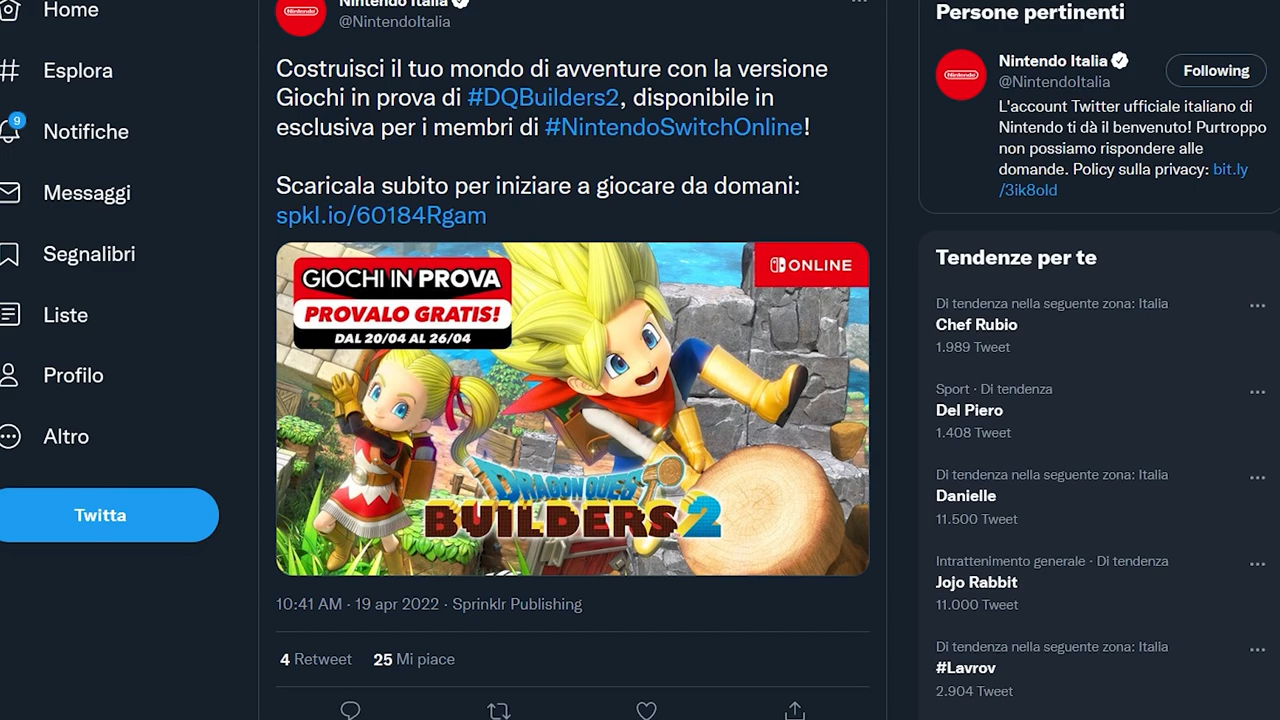 Home
Esplora
9
Notifiche
Messaggi
Segnalibri
Liste
Profilo
Altro
Twitta
Nintendo Italia
@NintendoItalia
Costruisci il tuo mondo di avventure con la versione
Giochi in prova di #DQBuilders2, disponibile in
esclusiva per i membri di #NintendoSwitchOnline!
Scaricala subito per iniziare a giocare da domani:
spkl.io/60184Rgam
GIOCHI IN PROVA
PROVALO GRATIS!
DAL 20/04 AL 26/04
ONLINE
DRAGON QUEST
BUILDERS 2
10:41 AM · 19 apr 2022 · Sprinklr Publishing
4 Retweet 25 Mi piace
Persone pertinenti
Nintendo
Nintendo Italia
@NintendoItalia
Following
L'account Twitter ufficiale italiano di
Nintendo ti dà il benvenuto! Purtroppo
non possiamo rispondere alle
domande. Policy sulla privacy: bit.ly
/3ik8old
Tendenze per te
Di tendenza nella seguente zona: Italia
Chef Rubio
1.989 Tweet
Sport · Di tendenza
Del Piero
1.408 Tweet
Di tendenza nella seguente zona: Italia
Danielle
11.500 Tweet
Intrattenimento generale · Di tendenza
Jojo Rabbit
11.000 Tweet
Di tendenza nella seguente zona: Italia
#Lavrov
2.904 Tweet